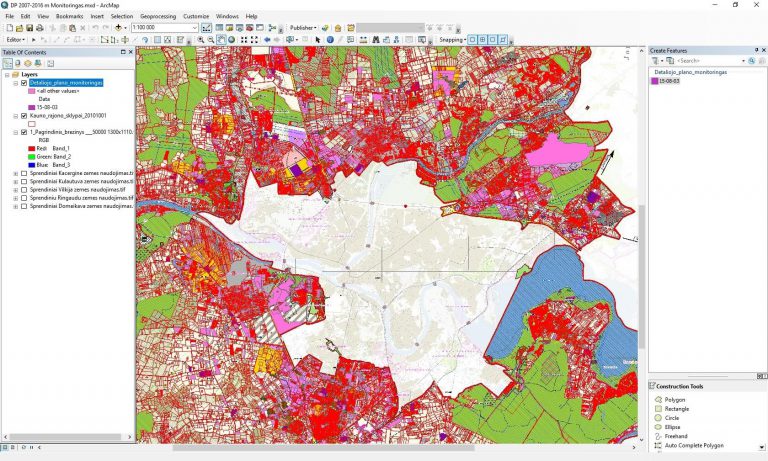 DP 2007-2016 m Monitoringas.mxd - ArcMap
File Edit View Bookmarks Insert Selection Geoprocessing Customize Windows Help
1:100 000
Publisher
Editor
Snapping
Table Of Contents
Layers
Detaliojo_plano_monitoringas
<all other values>
Data
15-08-03
Kauno_rajono_sklypai_20101001
1_Pagrindinis_brezinys___50000 1300x1110.
RGB
Red: Band_1
Green: Band_2
Blue: Band_3
Sprendiniai Kacergine zemes naudojimas.ti
Sprendiniai Kulautuva zemes naudojimas.ti
Sprendiniai Vilkija zemes naudojimas.tif
Sprendiniu Ringaudu zemes naudojimas.tif
Sprendiniai Domeikava zemes naudojimas.
Create Features
<Search>
Detaliojo_plano_monitoringas
15-08-03
Construction Tools
Polygon
Rectangle
Circle
Ellipse
Freehand
Auto Complete Polygon